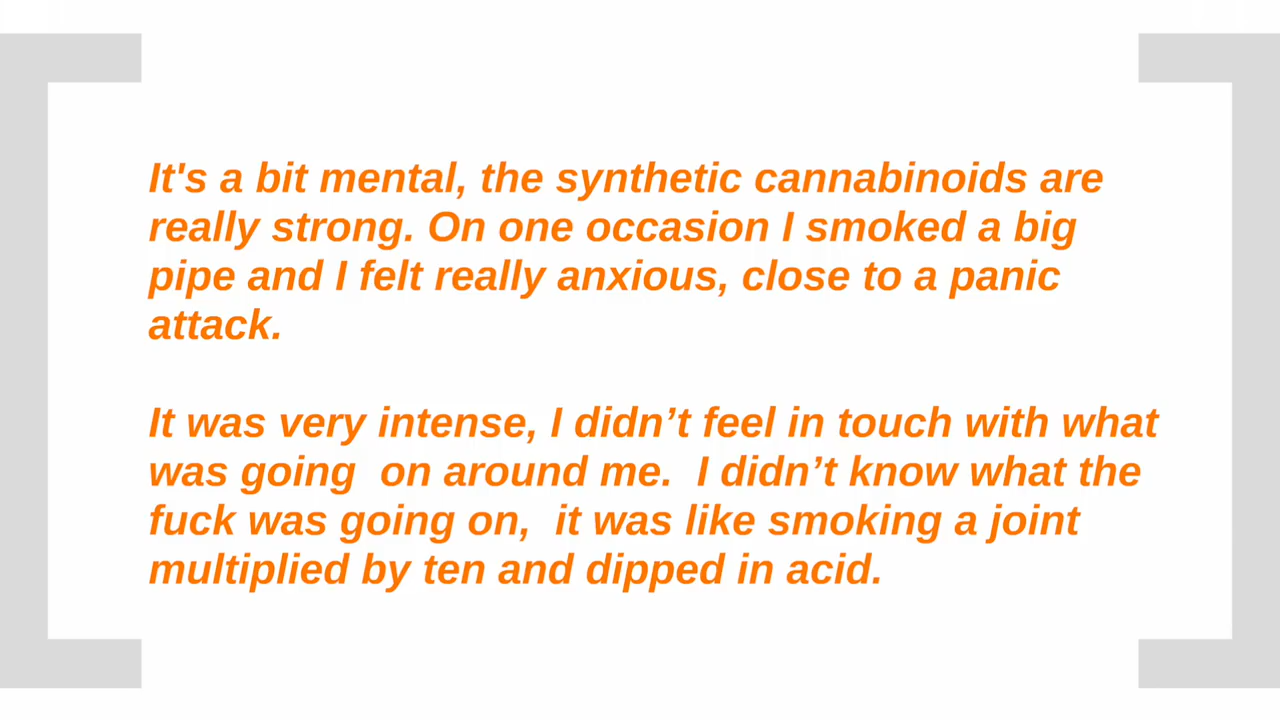 It's a bit mental, the synthetic cannabinoids are
really strong. On one occasion I smoked a big
pipe and I felt really anxious, close to a panic
attack.
It was very intense, I didn’t feel in touch with what
was going  on around me.  I didn’t know what the
fuck was going on,  it was like smoking a joint
multiplied by ten and dipped in acid.